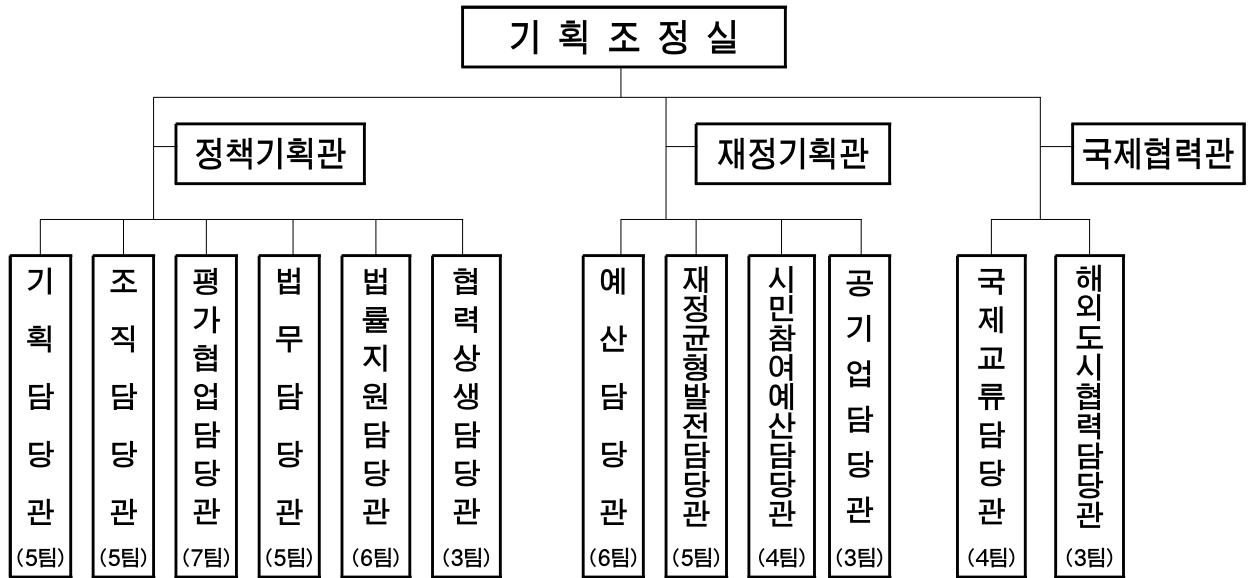 기획조정실
정책기획관
재정기획관
국제협력관
기획담당관
(5팀)
조직담당관
(5팀)
평가협업담당관
(7팀)
법무담당관
(5팀)
법률지원담당관
(6팀)
협력상생담당관
(3팀)
예산담당관
(6팀)
재정균형발전담당관
(5팀)
시민참여예산담당관
(4팀)
공기업담당관
(3팀)
국제교류담당관
(4팀)
해외도시협력담당관
(3팀)